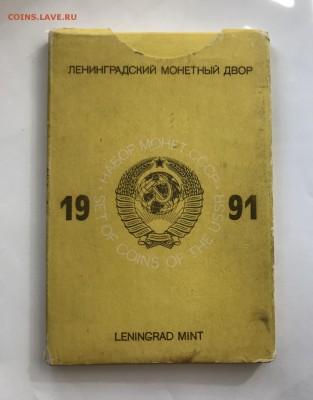 COINS.LAVE.RU
ЛЕНИНГРАДСКИЙ МОНЕТНЫЙ ДВОР
НАБОР МОНЕТ СССР
19 91
SET OF COINS OF THE USSR
LENINGRAD MINT